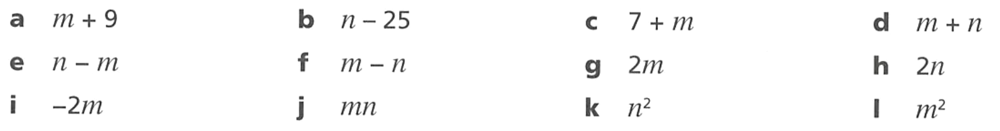 a m + 9 b n – 25 c 7 + m d m + n
e n – m f m – n g 2m h 2n
i –2m j mn k n² l m²